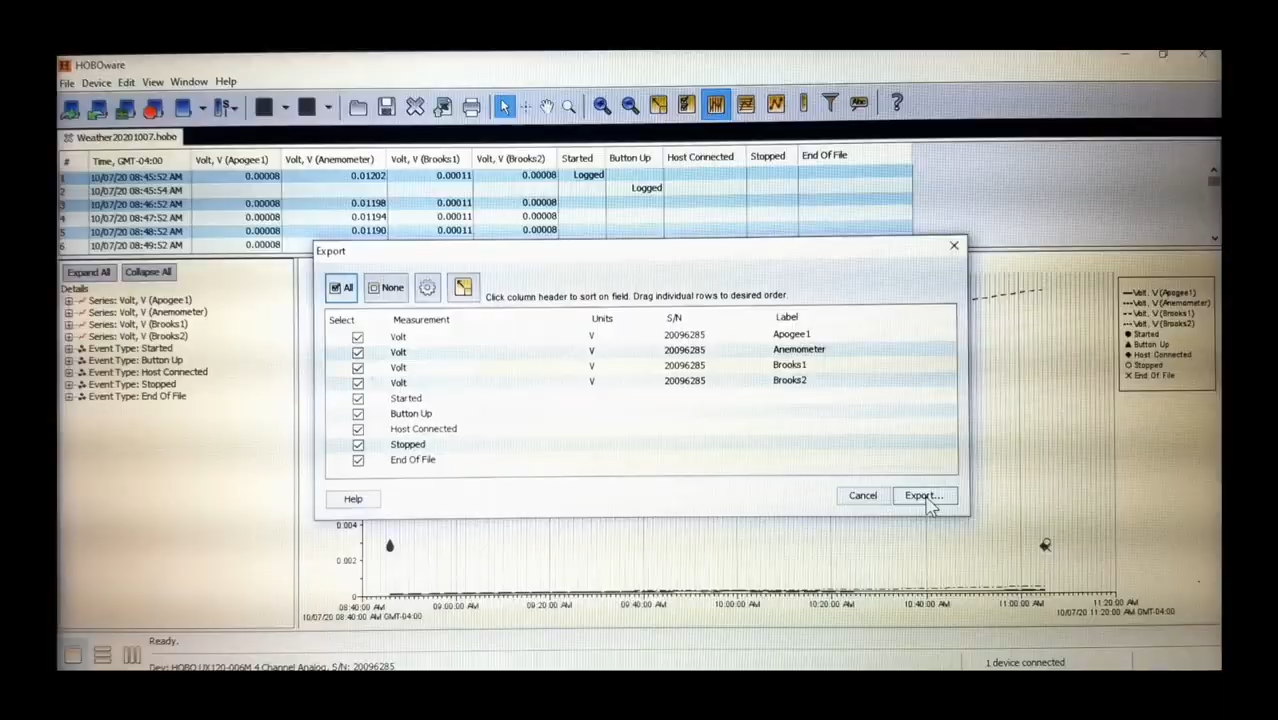 HOBOware
File Device Edit View Window Help
Weather20201007.hobo
# Time, GMT-04:00 Volt, V (Apogee1) Volt, V (Anemometer) Volt, V (Brooks1) Volt, V (Brooks2) Started Button Up Host Connected Stopped End Of File
1 10/07/20 08:45:52 AM 0.00008 0.01202 0.00011 0.00008 Logged
2 10/07/20 08:45:54 AM Logged
3 10/07/20 08:46:52 AM 0.00008 0.01198 0.00011 0.00008
4 10/07/20 08:47:52 AM 0.00008 0.01194 0.00011 0.00008
5 10/07/20 08:48:52 AM 0.00008 0.01190 0.00011 0.00008
6 10/07/20 08:49:52 AM 0.00008
Expand All Collapse All
Details
Series: Volt, V (Apogee1)
Series: Volt, V (Anemometer)
Series: Volt, V (Brooks1)
Series: Volt, V (Brooks2)
Event Type: Started
Event Type: Button Up
Event Type: Host Connected
Event Type: Stopped
Event Type: End Of File
Export
All None Click column header to sort on field. Drag individual rows to desired order.
Select Measurement Units S/N Label
Volt V 20096285 Apogee1
Volt V 20096285 Anemometer
Volt V 20096285 Brooks1
Volt V 20096285 Brooks2
Started
Button Up
Host Connected
Stopped
End Of File
Help Cancel Export...
Volt, V (Apogee1)
Volt, V (Anemometer)
Volt, V (Brooks1)
Volt, V (Brooks2)
Started
Button Up
Host Connected
Stopped
End Of File
0.004
0.002
0
08:40:00 AM 09:00:00 AM 09:20:00 AM 09:40:00 AM 10:00:00 AM 10:20:00 AM 10:40:00 AM 11:00:00 AM 11:20:00 AM
10/07/20 08:40:00 AM GMT-04:00 10/07/20 11:20:00 AM GMT-04:00
Ready.
Dev: HOBO UX120-006M 4 Channel Analog, S/N: 20096285 1 device connected